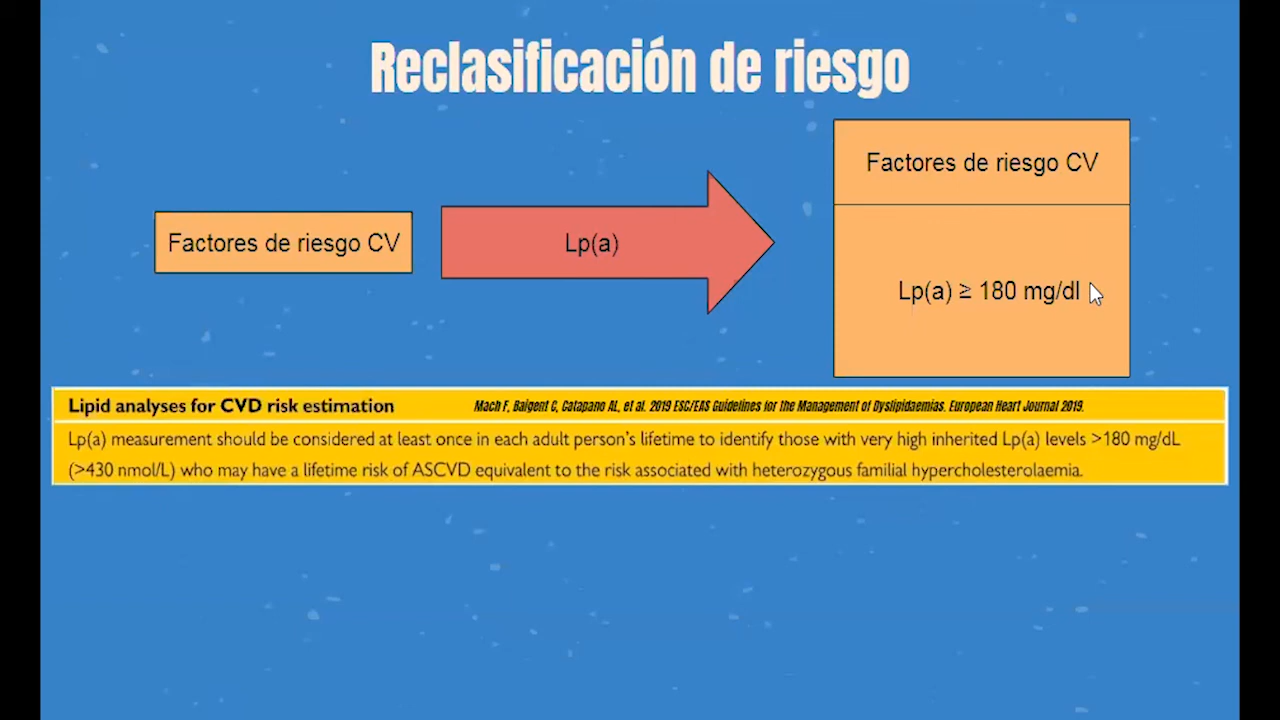 Reclasificación de riesgo
Factores de riesgo CV
Lp(a)
Factores de riesgo CV
Lp(a) ≥ 180 mg/dl
Lipid analyses for CVD risk estimation
Mach F, Baigent C, Catapano AL, et al. 2019 ESC/EAS Guidelines for the Management of Dyslipidaemias. European Heart Journal 2019.
Lp(a) measurement should be considered at least once in each adult person's lifetime to identify those with very high inherited Lp(a) levels >180 mg/dL
(>430 nmol/L) who may have a lifetime risk of ASCVD equivalent to the risk associated with heterozygous familial hypercholesterolaemia.